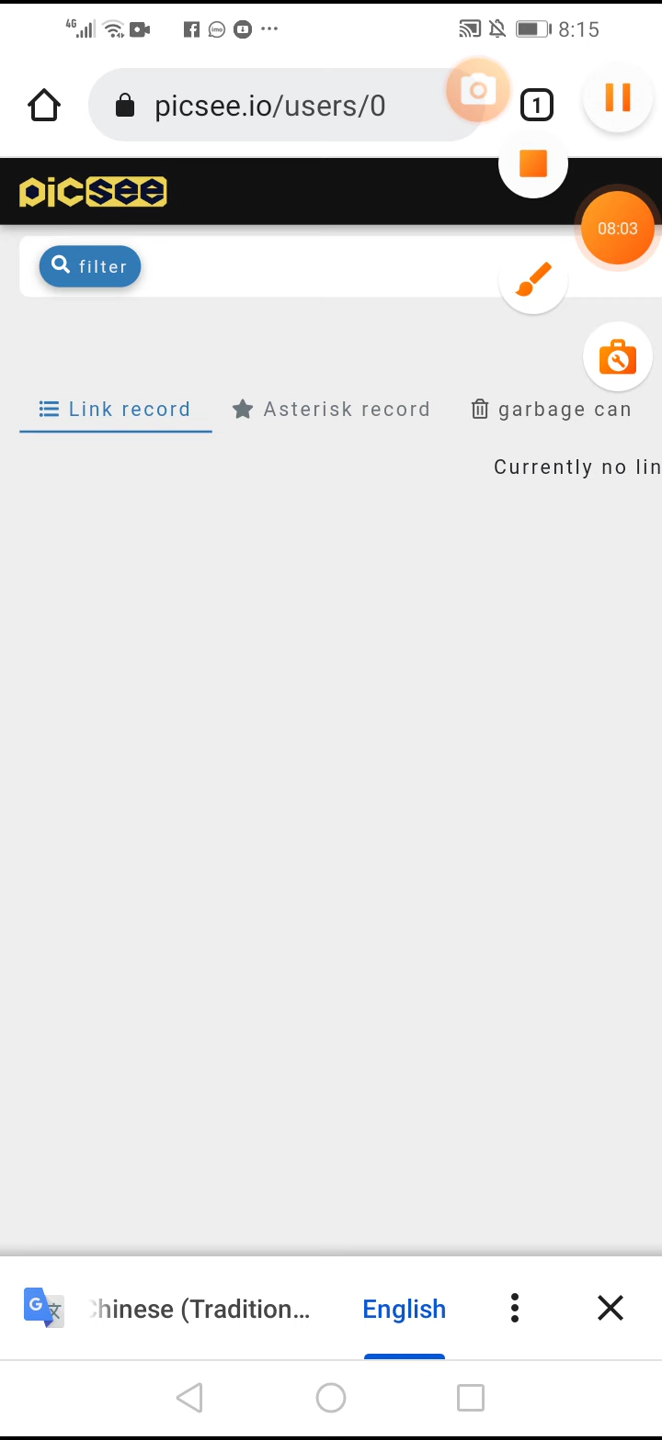 4G
8:15
picsee.io/users/0
1
picsee
08:03
filter
Link record
Asterisk record
garbage can
Currently no lin
hinese (Tradition...
English